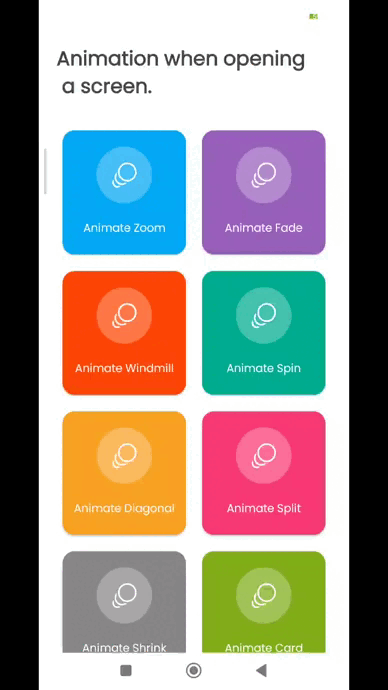 Animation when opening
a screen.
Animate Zoom
Animate Fade
Animate Windmill
Animate Spin
Animate Diagonal
Animate Split
Animate Shrink
Animate Card